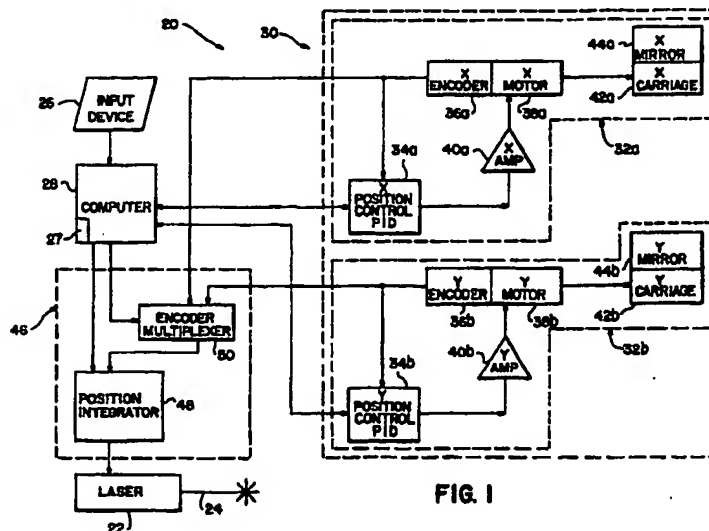 20
30
44a
X
MIRROR
X
CARRIAGE
42a
X
ENCODER
X
MOTOR
36a
38a
40a
X
AMP
32a
34a
X
POSITION
CONTROL
PID
26
INPUT
DEVICE
28
COMPUTER
27
46
ENCODER
MULTIPLEXER
50
POSITION
INTEGRATOR
48
LASER
22
24
44b
Y
MIRROR
Y
CARRIAGE
42b
Y
ENCODER
Y
MOTOR
36b
38b
40b
Y
AMP
32b
34b
Y
POSITION
CONTROL
PID
FIG. 1